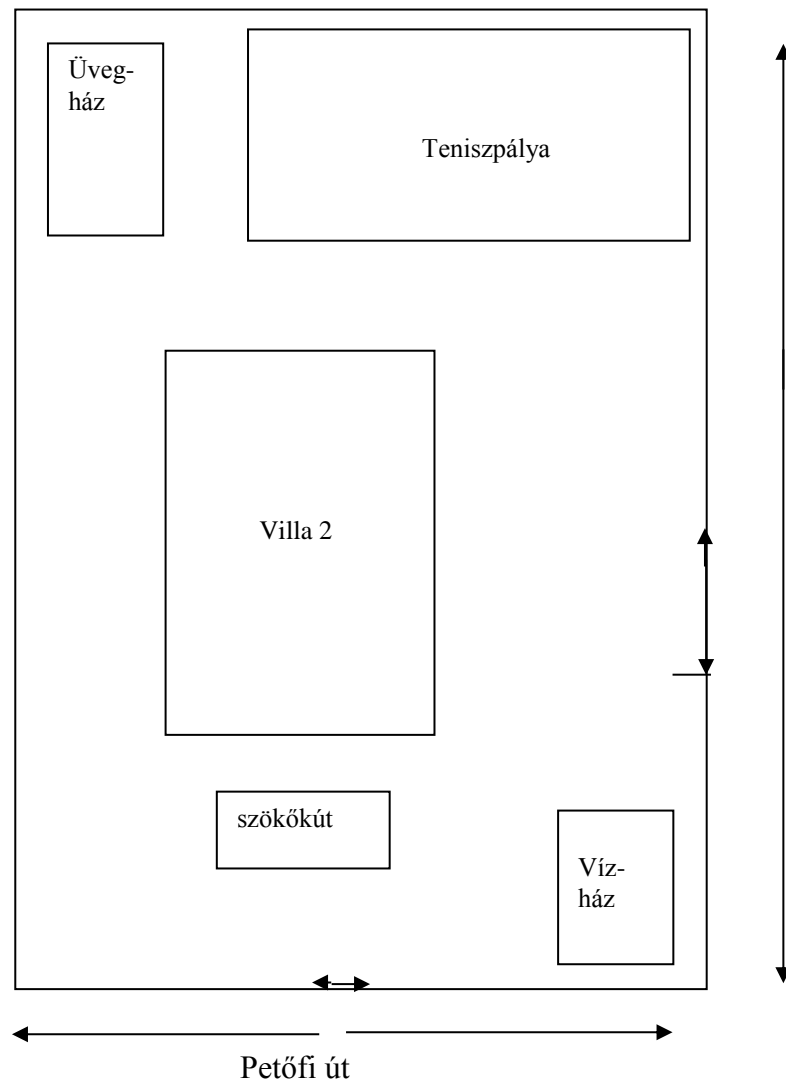 Üveg-
ház
Teniszpálya
Villa 2
szökőkút
Víz-
ház
Petőfi út